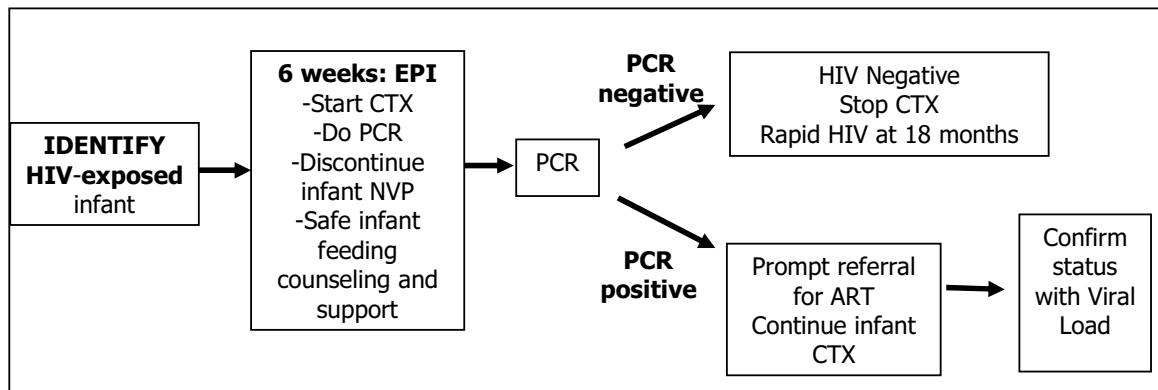 IDENTIFY
HIV-exposed
infant
6 weeks: EPI
-Start CTX
-Do PCR
-Discontinue
infant NVP
-Safe infant
feeding
counseling and
support
PCR
PCR
negative
HIV Negative
Stop CTX
Rapid HIV at 18 months
PCR
positive
Prompt referral
for ART
Continue infant
CTX
Confirm
status
with Viral
Load